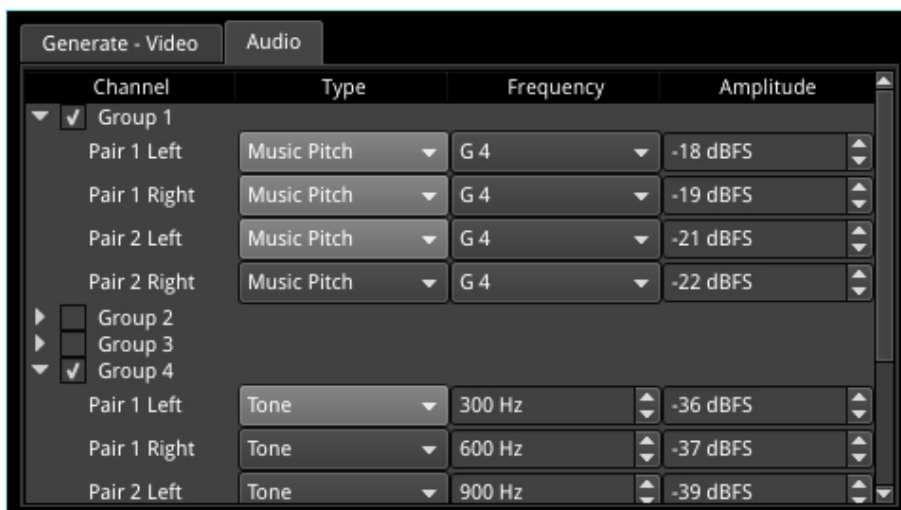 Generate - Video Audio
Channel Type Frequency Amplitude
Group 1
Pair 1 Left Music Pitch G 4 -18 dBFS
Pair 1 Right Music Pitch G 4 -19 dBFS
Pair 2 Left Music Pitch G 4 -21 dBFS
Pair 2 Right Music Pitch G 4 -22 dBFS
Group 2
Group 3
Group 4
Pair 1 Left Tone 300 Hz -36 dBFS
Pair 1 Right Tone 600 Hz -37 dBFS
Pair 2 Left Tone 900 Hz -39 dBFS